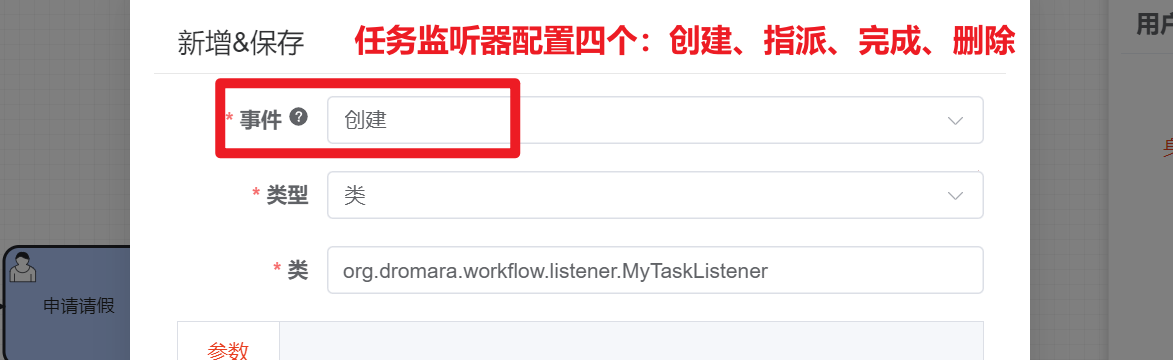 新增&保存
任务监听器配置四个：创建、指派、完成、删除
用户
* 事件 ?
创建
* 类型
类
* 类
org.dromara.workflow.listener.MyTaskListener
申请请假
参数